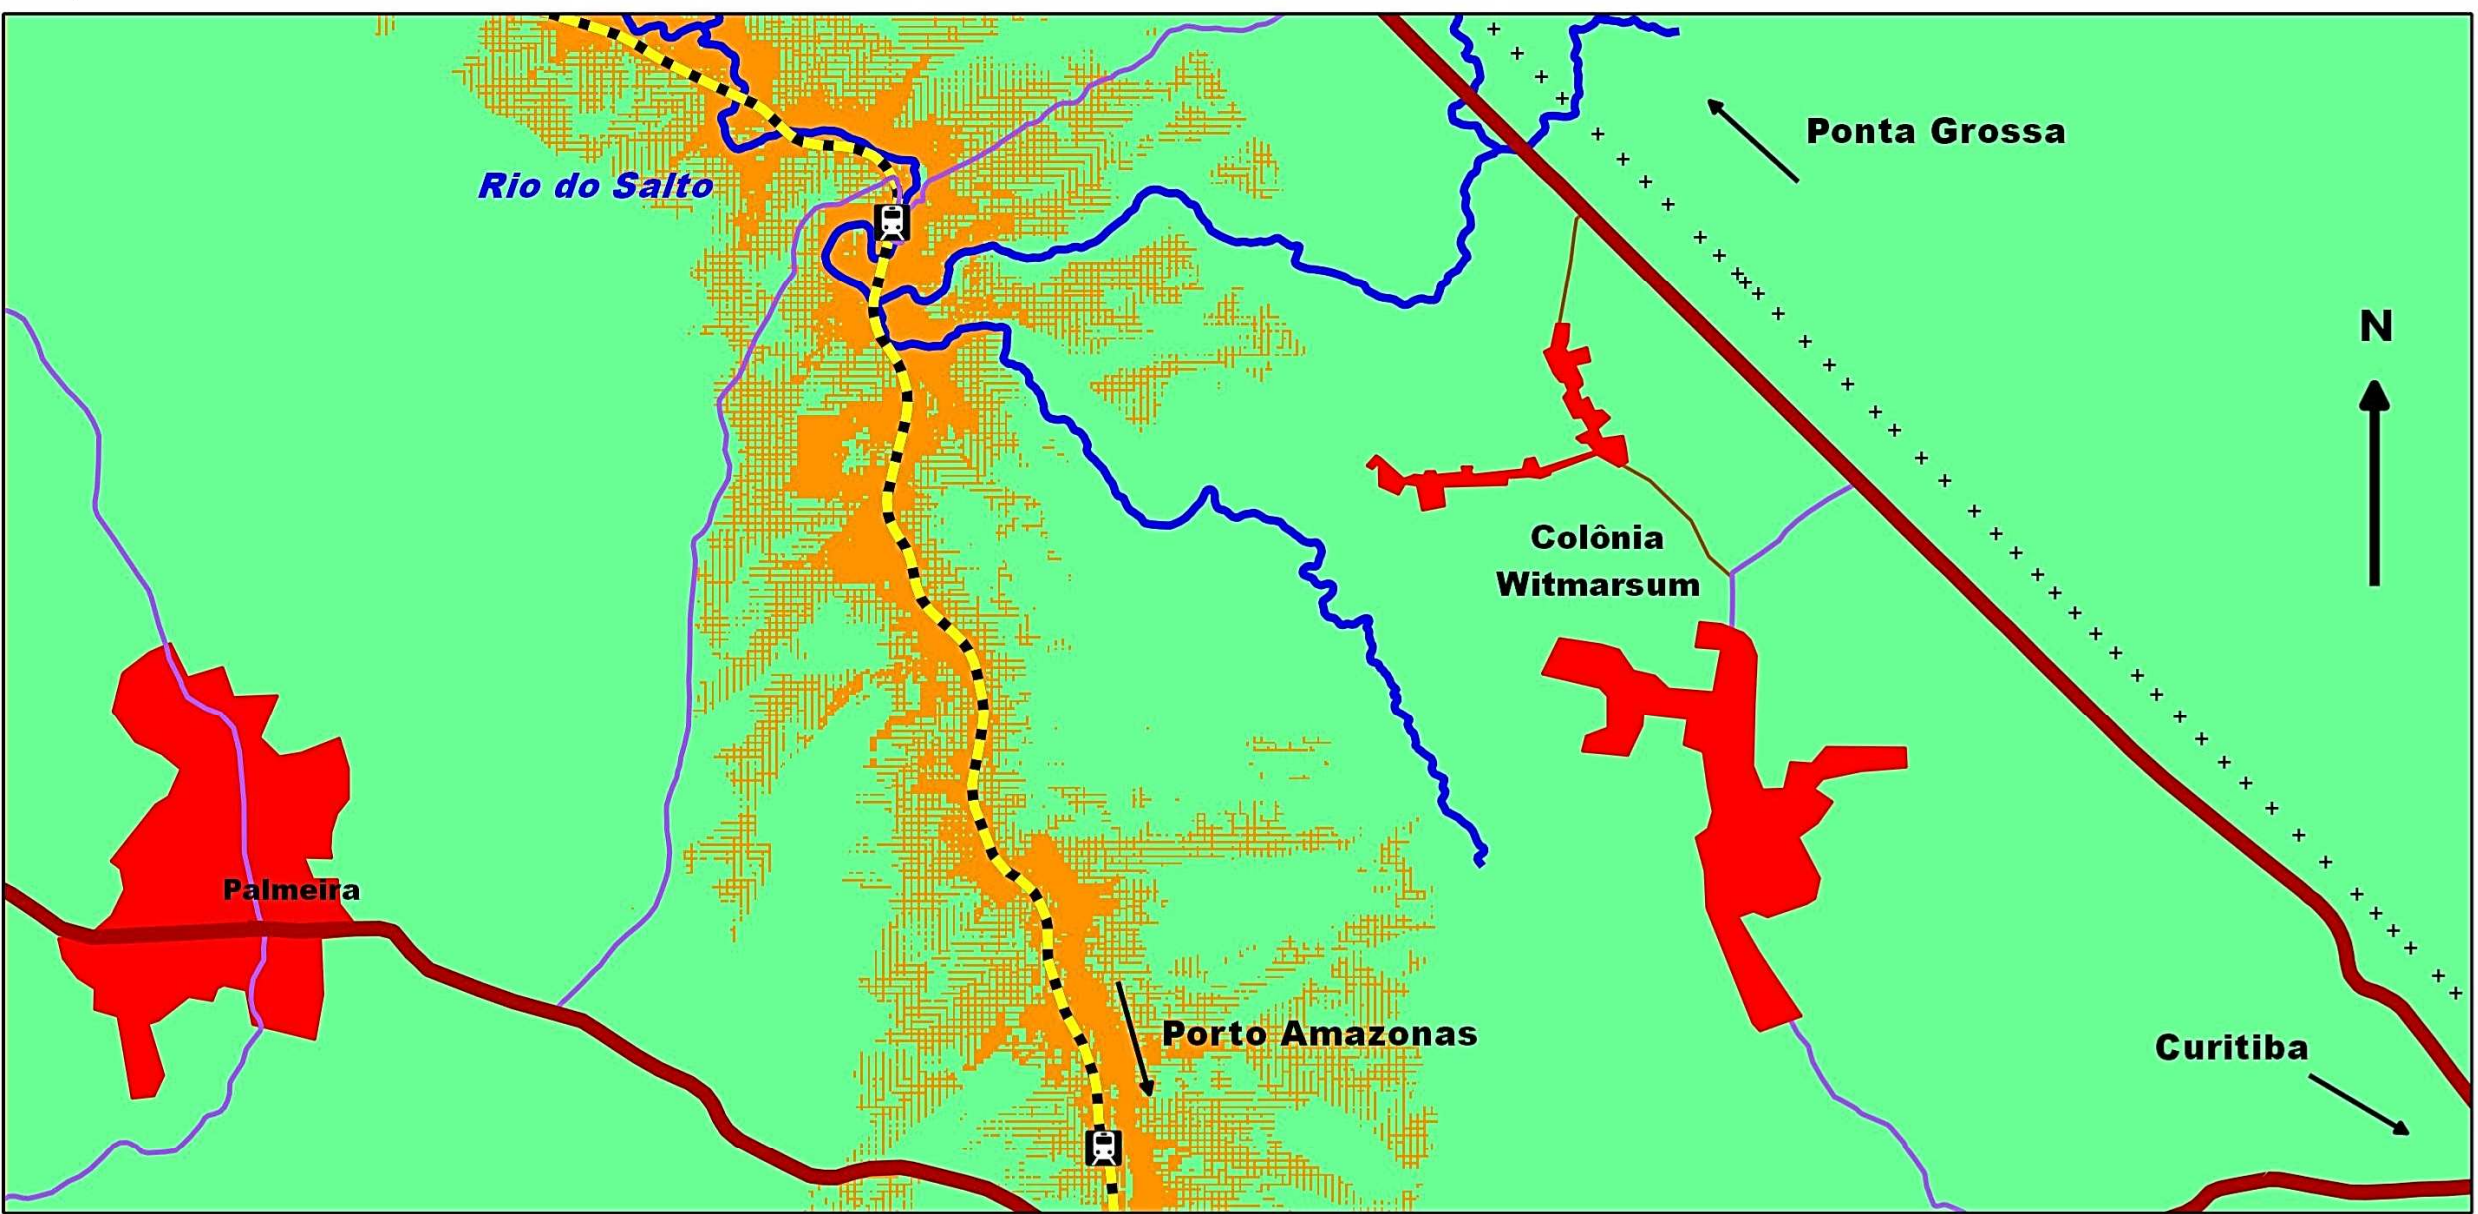 Ponta Grossa
Rio do Salto
N
Colônia
Witmarsum
Palmeira
Porto Amazonas
Curitiba